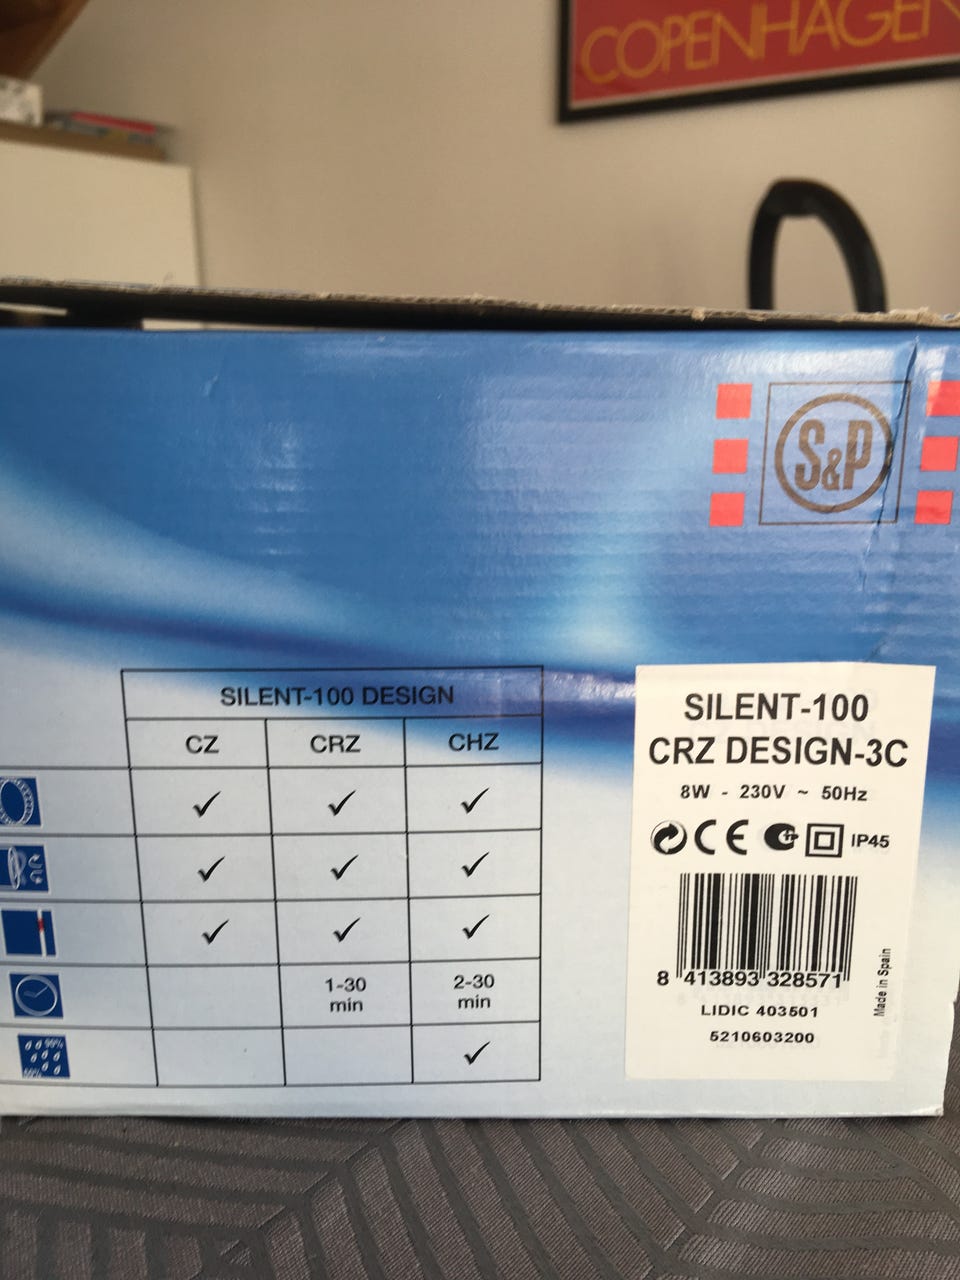 COPENHAGEN
S&P
SILENT-100 DESIGN
CZ CRZ CHZ
✓ ✓ ✓
✓ ✓ ✓
✓ ✓ ✓
1-30 min 2-30 min
✓
SILENT-100
CRZ DESIGN-3C
8W - 230V ~ 50Hz
CE IP45
8 413893 328571
Made in Spain
LIDIC 403501
5210603200